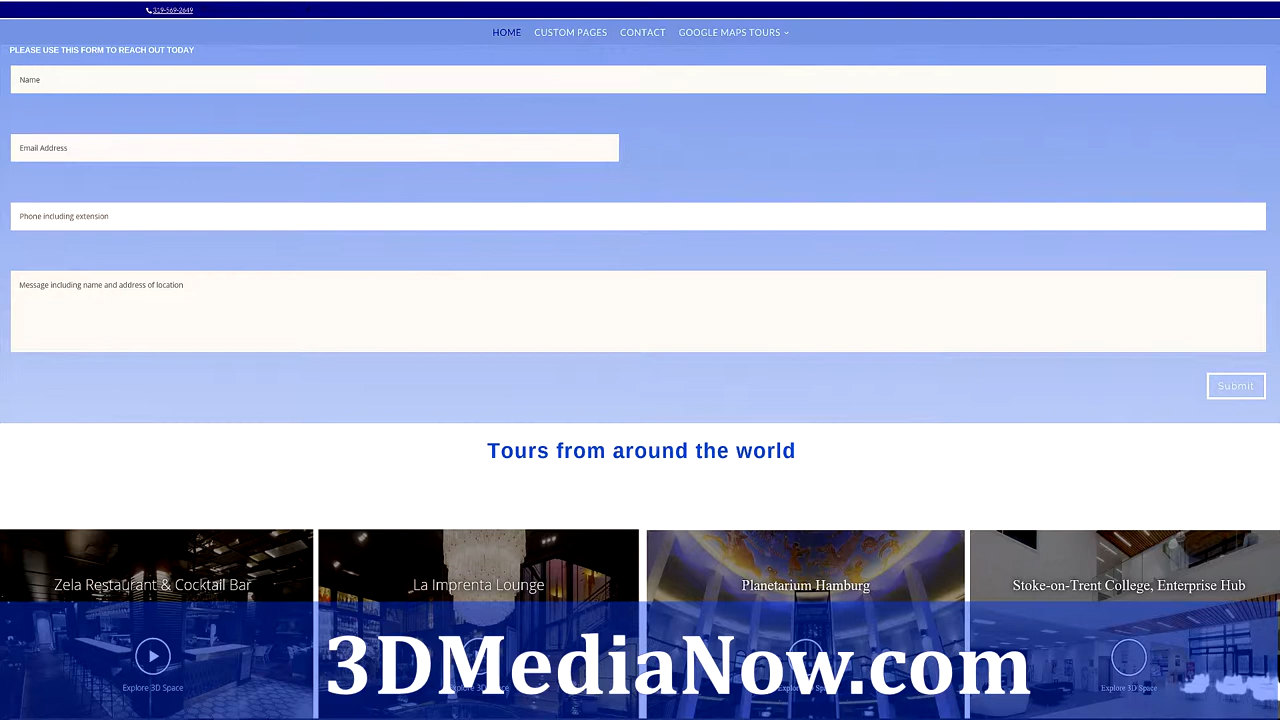 319-569-2649
HOME CUSTOM PAGES CONTACT GOOGLE MAPS TOURS
PLEASE USE THIS FORM TO REACH OUT TODAY
Name
Email Address
Phone including extension
Message including name and address of location
Submit
Tours from around the world
Zela Restaurant & Cocktail Bar
La Imprenta Lounge
Planetarium Hamburg
Stoke-on-Trent College, Enterprise Hub
3DMediaNow.com
Explore 3D Space
Explore 3D Space